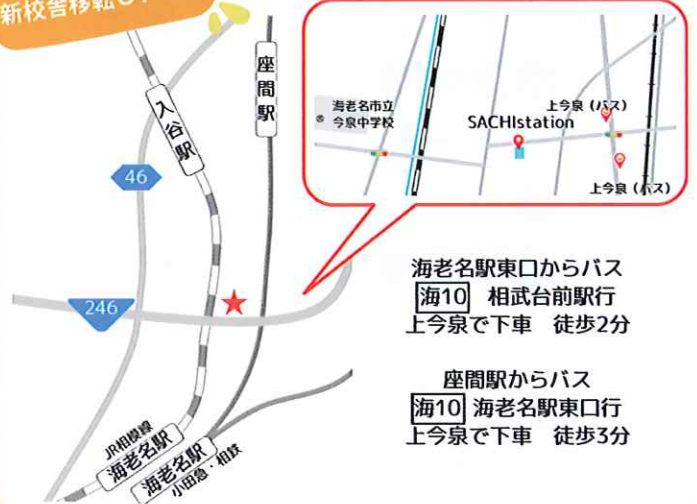 新校舎移転
座間駅
入谷駅
46
246
JR相模線
海老名駅
海老名駅
小田急・相鉄
海老名市立
今泉中学校
SACHIstation
上今泉（バス）
上今泉（バス）
海老名駅東口からバス
海10 相武台前駅行
上今泉で下車 徒歩2分
座間駅からバス
海10 海老名駅東口行
上今泉で下車 徒歩3分